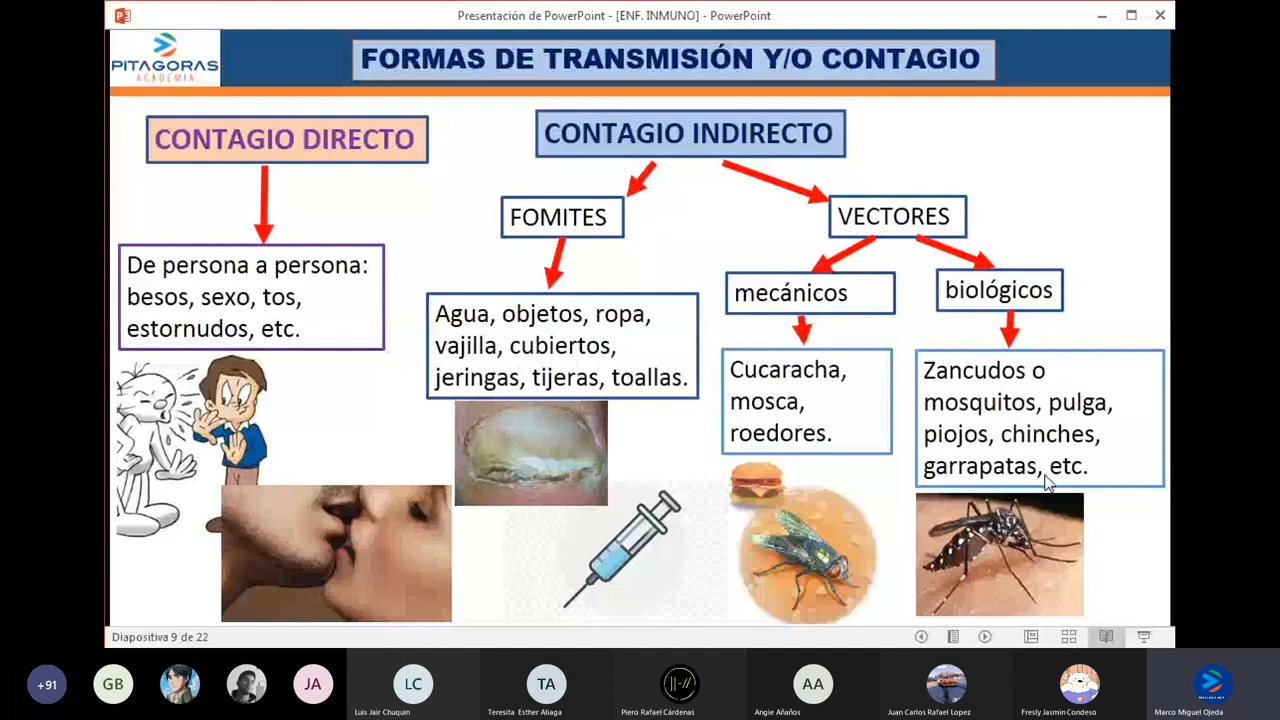 Presentación de PowerPoint - [ENF. INMUNO] - PowerPoint
PITAGORAS
ACADEMIA
FORMAS DE TRANSMISIÓN Y/O CONTAGIO
CONTAGIO DIRECTO
De persona a persona:
besos, sexo, tos,
estornudos, etc.
CONTAGIO INDIRECTO
FOMITES
Agua, objetos, ropa,
vajilla, cubiertos,
jeringas, tijeras, toallas.
VECTORES
mecánicos
Cucaracha,
mosca,
roedores.
biológicos
Zancudos o
mosquitos, pulga,
piojos, chinches,
garrapatas, etc.
Diapositiva 9 de 22
+91
GB
JA
LC
Luis Jair Chuquin
TA
Teresita Esther Aliaga
Piero Rafael Cárdenas
AA
Angie Añaños
Juan Carlos Rafael Lopez
Fresly Jasmin Condeso
Marco Miguel Ojeda